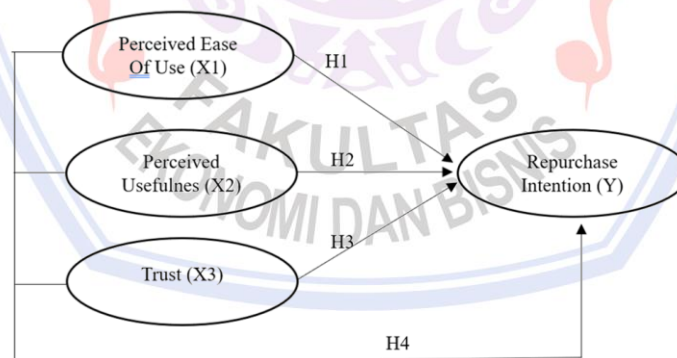 Perceived Ease
Of Use (X1)
H1
FAKULTAS
EKONOMI DAN BISNIS
Perceived
Usefulnes (X2)
H2
Repurchase
Intention (Y)
H3
Trust (X3)
H4